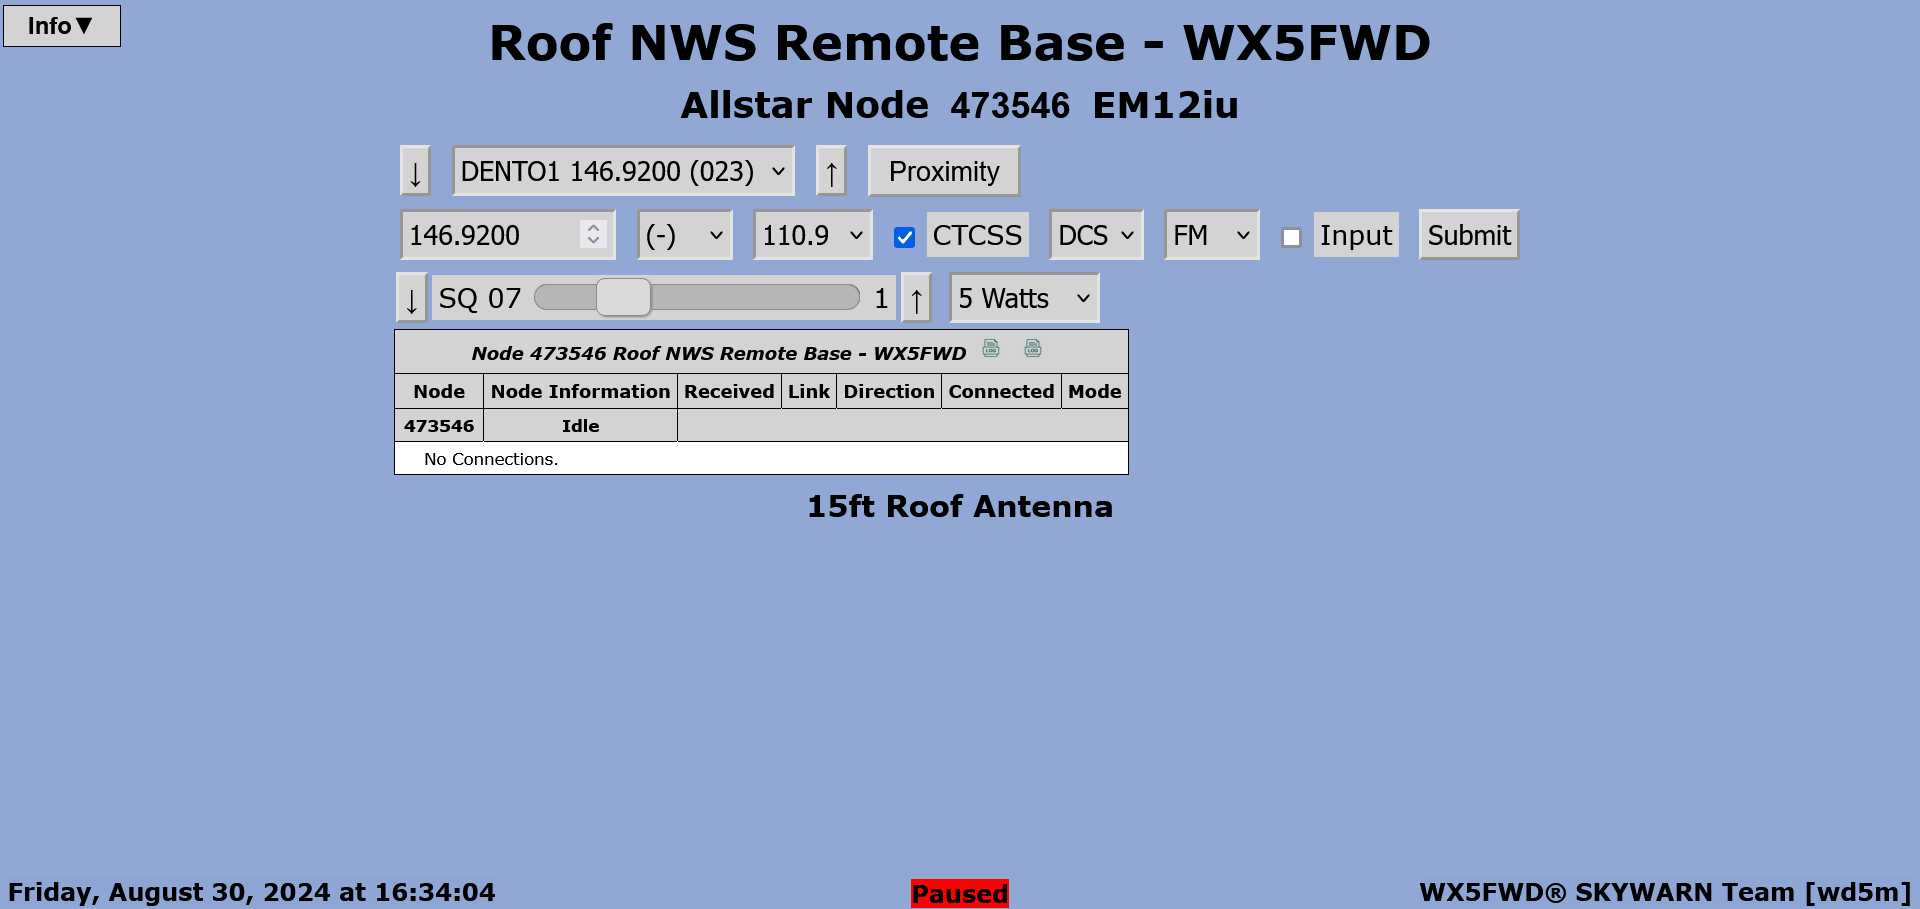 Info▼
Roof NWS Remote Base - WX5FWD
Allstar Node 473546 EM12iu
↓ DENTO1 146.9200 (023) ↑ Proximity
146.9200 (-) 110.9 CTCSS DCS FM Input Submit
↓ SQ 07 1 ↑ 5 Watts
Node 473546 Roof NWS Remote Base - WX5FWD LOG LOG
Node Node Information Received Link Direction Connected Mode
473546 Idle
No Connections.
15ft Roof Antenna
Friday, August 30, 2024 at 16:34:04 Paused WX5FWD® SKYWARN Team [wd5m]